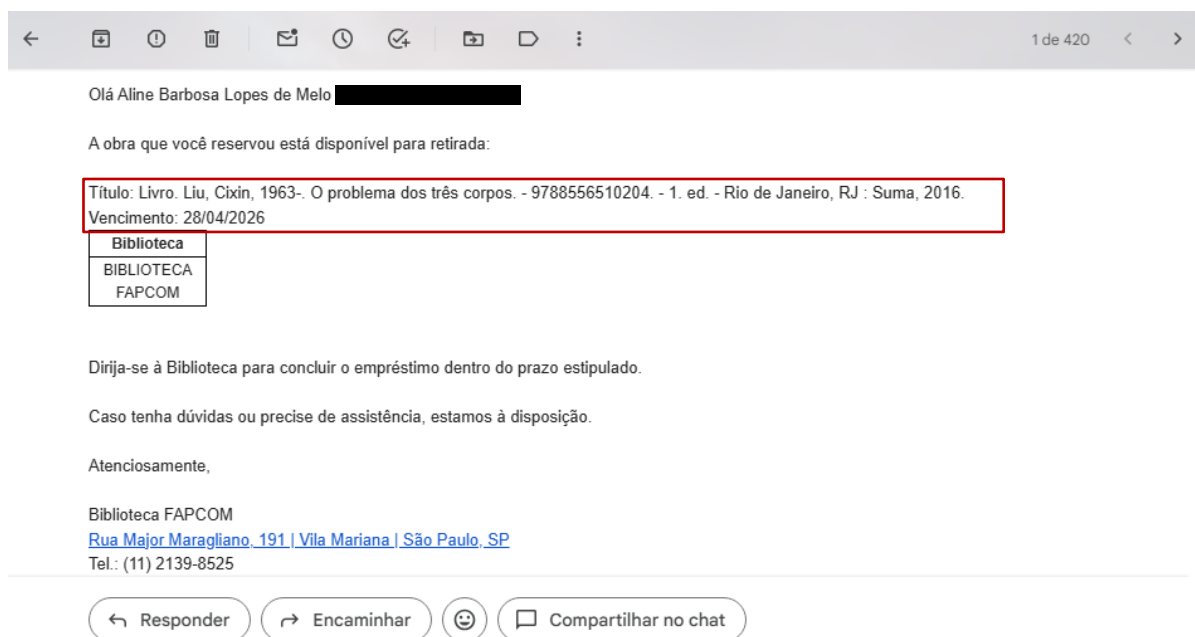 1 de 420
Olá Aline Barbosa Lopes de Melo
A obra que você reservou está disponível para retirada:
Título: Livro. Liu, Cixin, 1963-. O problema dos três corpos. - 9788556510204. - 1. ed. - Rio de Janeiro, RJ : Suma, 2016.
Vencimento: 28/04/2026
Biblioteca
BIBLIOTECA
FAPCOM
Dirija-se à Biblioteca para concluir o empréstimo dentro do prazo estipulado.
Caso tenha dúvidas ou precise de assistência, estamos à disposição.
Atenciosamente,
Biblioteca FAPCOM
Rua Major Maragliano, 191 | Vila Mariana | São Paulo, SP
Tel.: (11) 2139-8525
Responder
Encaminhar
Compartilhar no chat